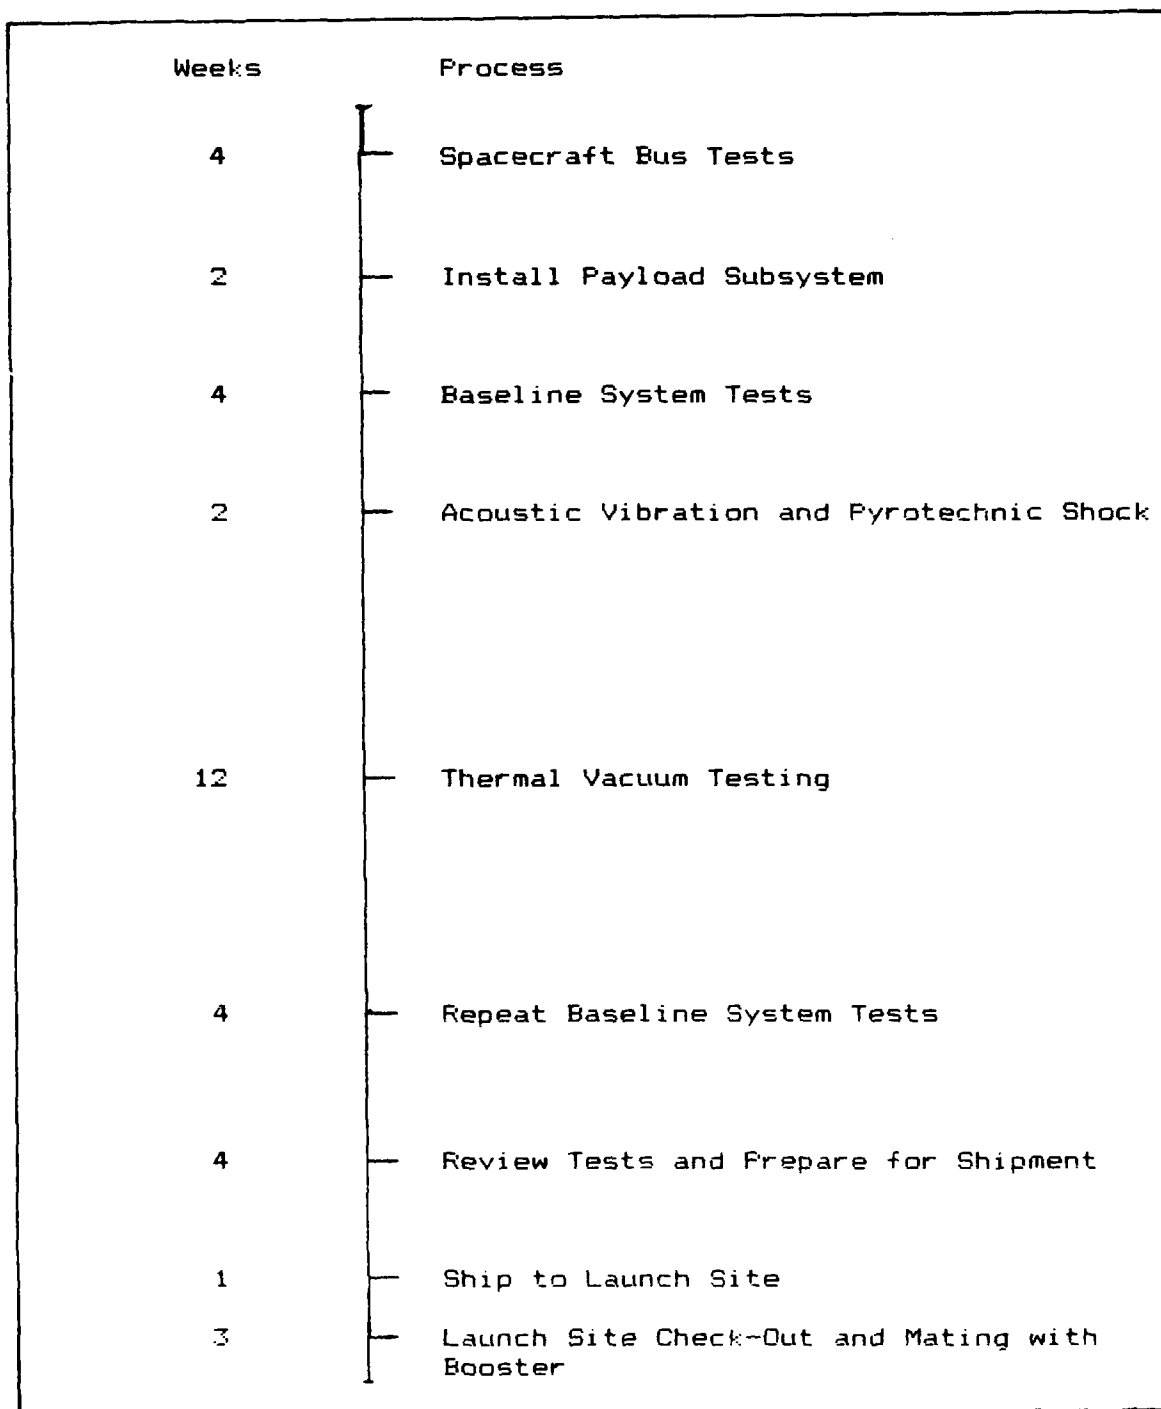 Weeks Process
4 Spacecraft Bus Tests
2 Install Payload Subsystem
4 Baseline System Tests
2 Acoustic Vibration and Pyrotechnic Shock
12 Thermal Vacuum Testing
4 Repeat Baseline System Tests
4 Review Tests and Prepare for Shipment
1 Ship to Launch Site
3 Launch Site Check-Out and Mating with
Booster